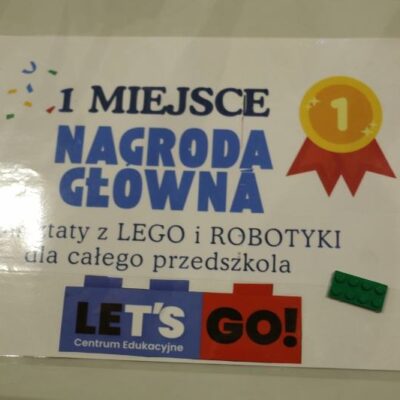 1 MIEJSCE
1
NAGRODA
GŁÓWNA
z LEGO i ROBOTYKI
dla całego przedszkola
LET'S GO!
Centrum Edukacyjne